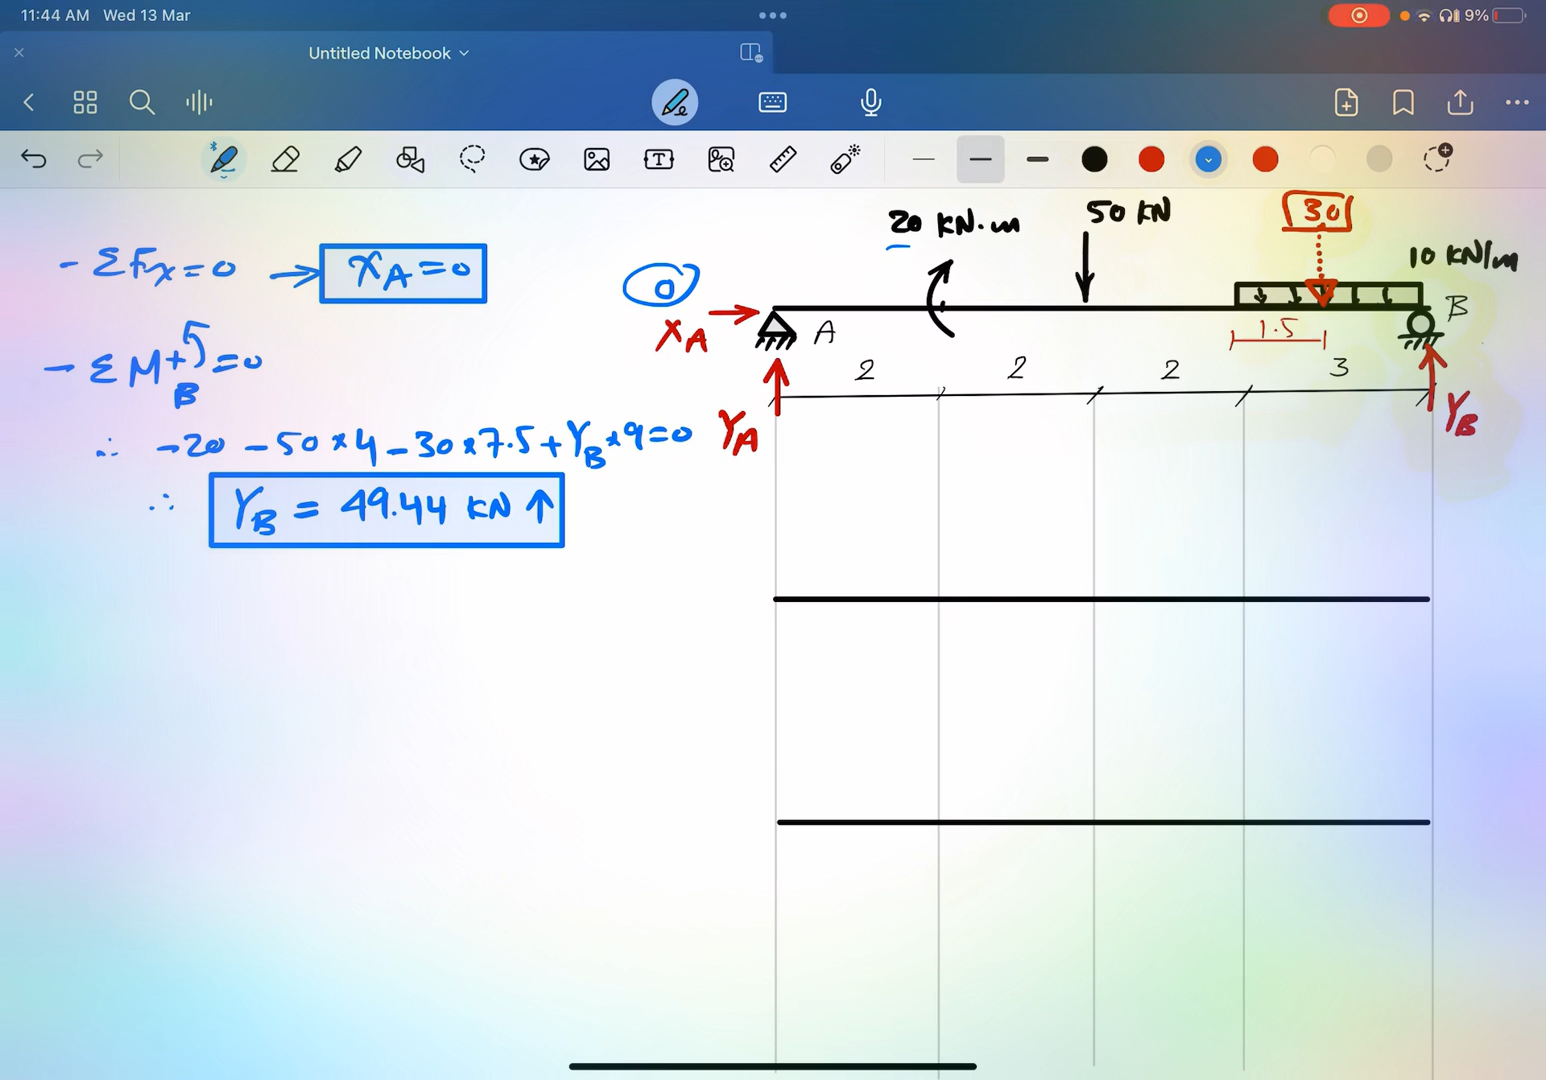 11:44 AM Wed 13 Mar
9%
Untitled Notebook
T
20 KN.m
50 KN
30
10 KN/m
- ΣFx=0 → XA=0
0
XA
A
B
1.5
- ΣM+B=0
2 2 2 3
∴ -20 -50×4-30×7.5+YB×9=0
YA
YB
∴ YB = 49.44 KN ↑